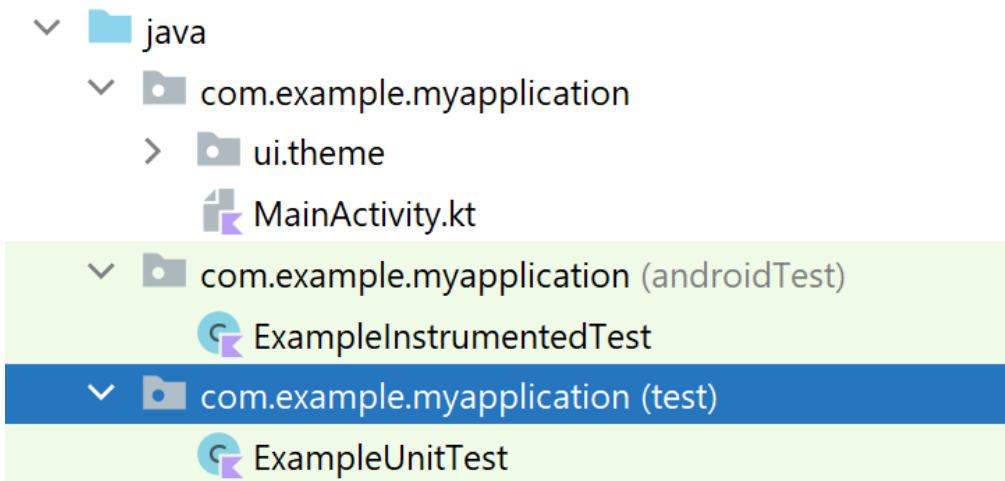 java
com.example.myapplication
ui.theme
MainActivity.kt
com.example.myapplication (androidTest)
ExampleInstrumentedTest
com.example.myapplication (test)
ExampleUnitTest